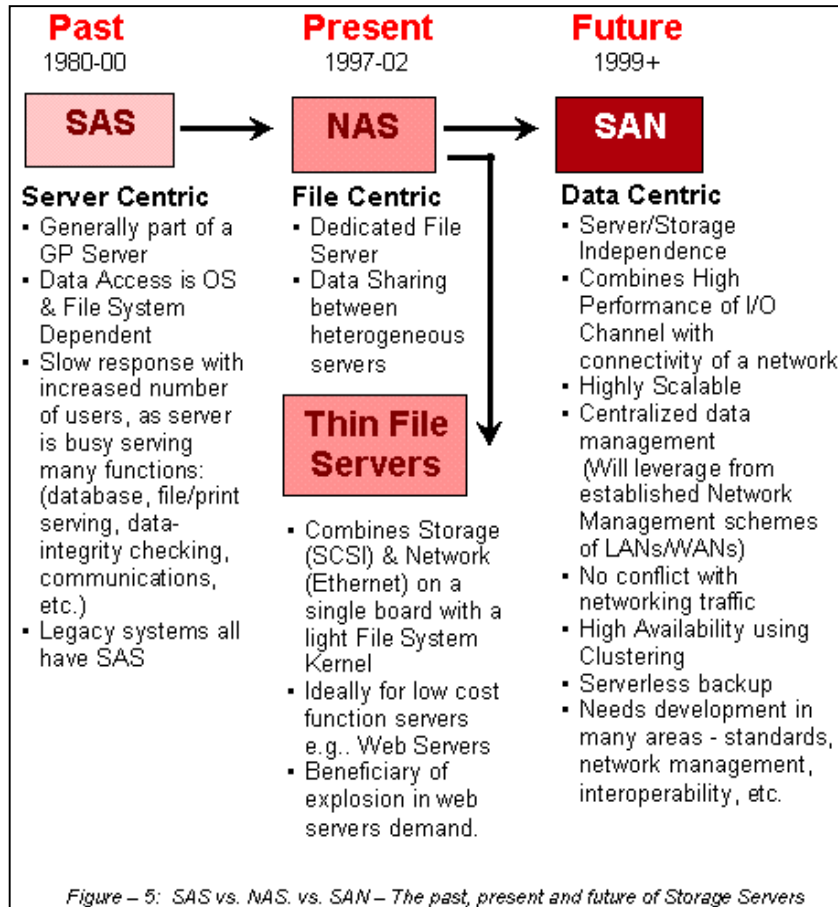 Past
1980-00
SAS
Server Centric
▪ Generally part of a
GP Server
▪ Data Access is OS
& File System
Dependent
▪ Slow response with
increased number
of users, as server
is busy serving
many functions:
(database, file/print
serving, data-
integrity checking,
communications,
etc.)
▪ Legacy systems all
have SAS
Present
1997-02
NAS
File Centric
▪ Dedicated File
Server
▪ Data Sharing
between
heterogeneous
servers
Thin File
Servers
▪ Combines Storage
(SCSI) & Network
(Ethernet) on a
single board with a
light File System
Kernel
▪ Ideally for low cost
function servers
e.g.. Web Servers
▪ Beneficiary of
explosion in web
servers demand.
Future
1999+
SAN
Data Centric
▪ Server/Storage
Independence
▪ Combines High
Performance of I/O
Channel with
connectivity of a network
▪ Highly Scalable
▪ Centralized data
management
(Will leverage from
established Network
Management schemes
of LANs/WANs)
▪ No conflict with
networking traffic
▪ High Availability using
Clustering
▪ Serverless backup
▪ Needs development in
many areas - standards,
network management,
interoperability, etc.
Figure – 5: SAS vs. NAS. vs. SAN – The past, present and future of Storage Servers